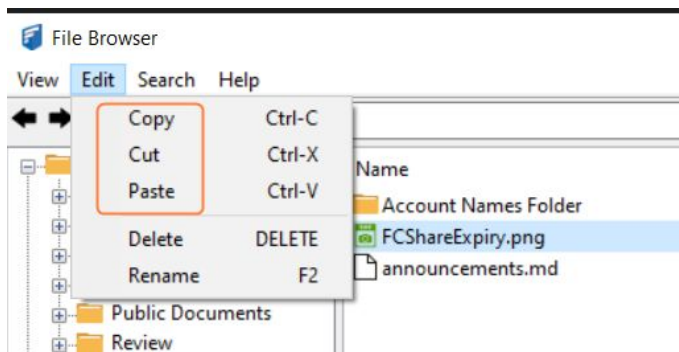 File Browser
View Edit Search Help
Copy Ctrl-C
Cut Ctrl-X
Paste Ctrl-V
Delete DELETE
Rename F2
Public Documents
Review
Name
Account Names Folder
FCShareExpiry.png
announcements.md